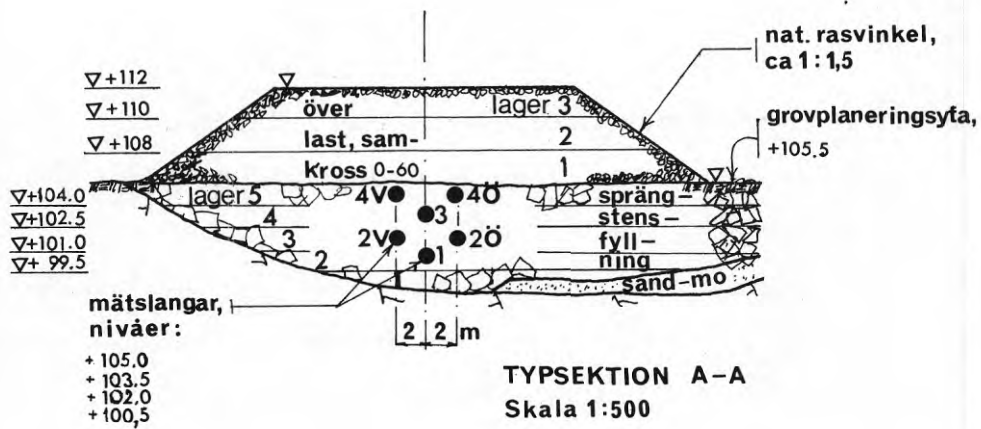 nat. rasvinkel,
ca 1:1,5
▽ +112
▽ +110
▽ +108
över
lager 3
last, sam-
2
kross 0-60
1
grovplaneringsyfa,
+105.5
▽+104.0
▽+102.5
▽+101.0
▽+ 99.5
lager 5
4
3
2
1
4V
4Ö
3
2V
2Ö
1
spräng-
stens-
fyll-
ning
sand-mo
mätslangar,
nivåer:
+ 105.0
+ 103.5
+ 102.0
+ 100,5
2 2 m
TYPSEKTION A-A
Skala 1:500